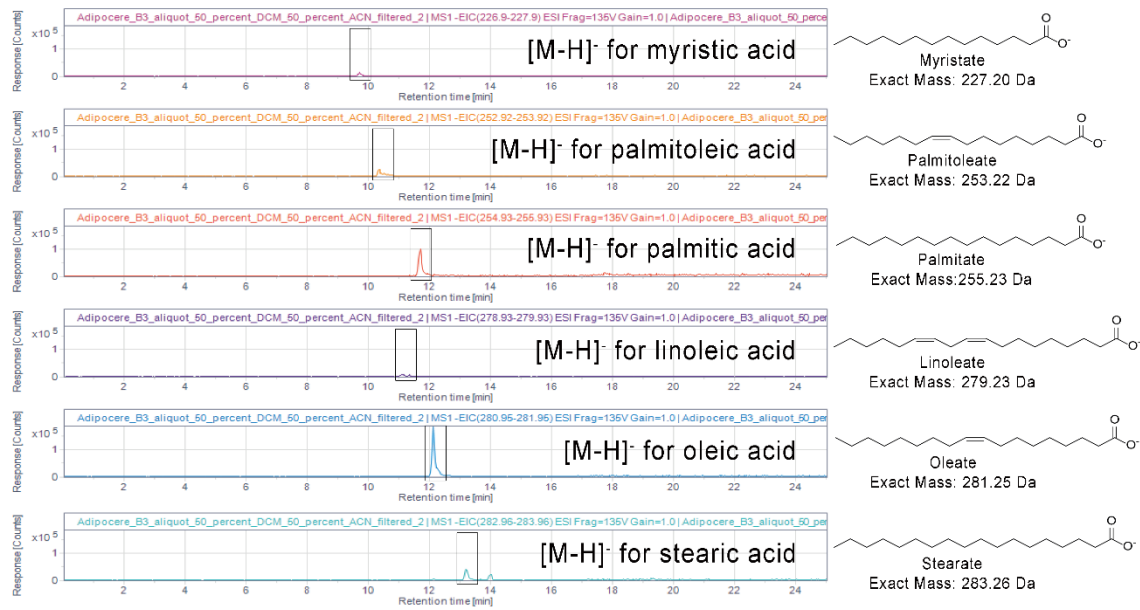 Adipocere_B3_aliquot_50_percent_DCM_50_percent_ACN_filtered_2 | MS1 -EIC(226.9-227.9) ESI Frag=135V Gain=1.0 | Adipocere_B3_aliquot_50_perce
Response [Counts]
x10 5
1
0
[M-H]- for myristic acid
2 4 6 8 10 12 14 16 18 20 22 24
Retention time [min]
O
O-
Myristate
Exact Mass: 227.20 Da
Adipocere_B3_aliquot_50_percent_DCM_50_percent_ACN_filtered_2 | MS1 -EIC(252.92-253.92) ESI Frag=135V Gain=1.0 | Adipocere_B3_aliquot_50_per
Response [Counts]
x10 5
1
0
[M-H]- for palmitoleic acid
2 4 6 8 10 12 14 16 18 20 22 24
Retention time [min]
O
O-
Palmitoleate
Exact Mass: 253.22 Da
Adipocere_B3_aliquot_50_percent_DCM_50_percent_ACN_filtered_2 | MS1 -EIC(254.93-255.93) ESI Frag=135V Gain=1.0 | Adipocere_B3_aliquot_50_per
Response [Counts]
x10 5
1
0
[M-H]- for palmitic acid
2 4 6 8 10 12 14 16 18 20 22 24
Retention time [min]
O
O-
Palmitate
Exact Mass:255.23 Da
Adipocere_B3_aliquot_50_percent_DCM_50_percent_ACN_filtered_2 | MS1 -EIC(278.93-279.93) ESI Frag=135V Gain=1.0 | Adipocere_B3_aliquot_50_per
Response [Counts]
x10 5
1
0
[M-H]- for linoleic acid
2 4 6 8 10 12 14 16 18 20 22 24
Retention time [min]
O
O-
Linoleate
Exact Mass: 279.23 Da
Adipocere_B3_aliquot_50_percent_DCM_50_percent_ACN_filtered_2 | MS1 -EIC(280.95-281.95) ESI Frag=135V Gain=1.0 | Adipocere_B3_aliquot_50_per
Response [Counts]
x10 5
1
0
[M-H]- for oleic acid
2 4 6 8 10 12 14 16 18 20 22 24
Retention time [min]
O
O-
Oleate
Exact Mass: 281.25 Da
Adipocere_B3_aliquot_50_percent_DCM_50_percent_ACN_filtered_2 | MS1 -EIC(282.96-283.96) ESI Frag=135V Gain=1.0 | Adipocere_B3_aliquot_50_per
Response [Counts]
x10 5
1
0
[M-H]- for stearic acid
2 4 6 8 10 12 14 16 18 20 22 24
Retention time [min]
O
O-
Stearate
Exact Mass: 283.26 Da